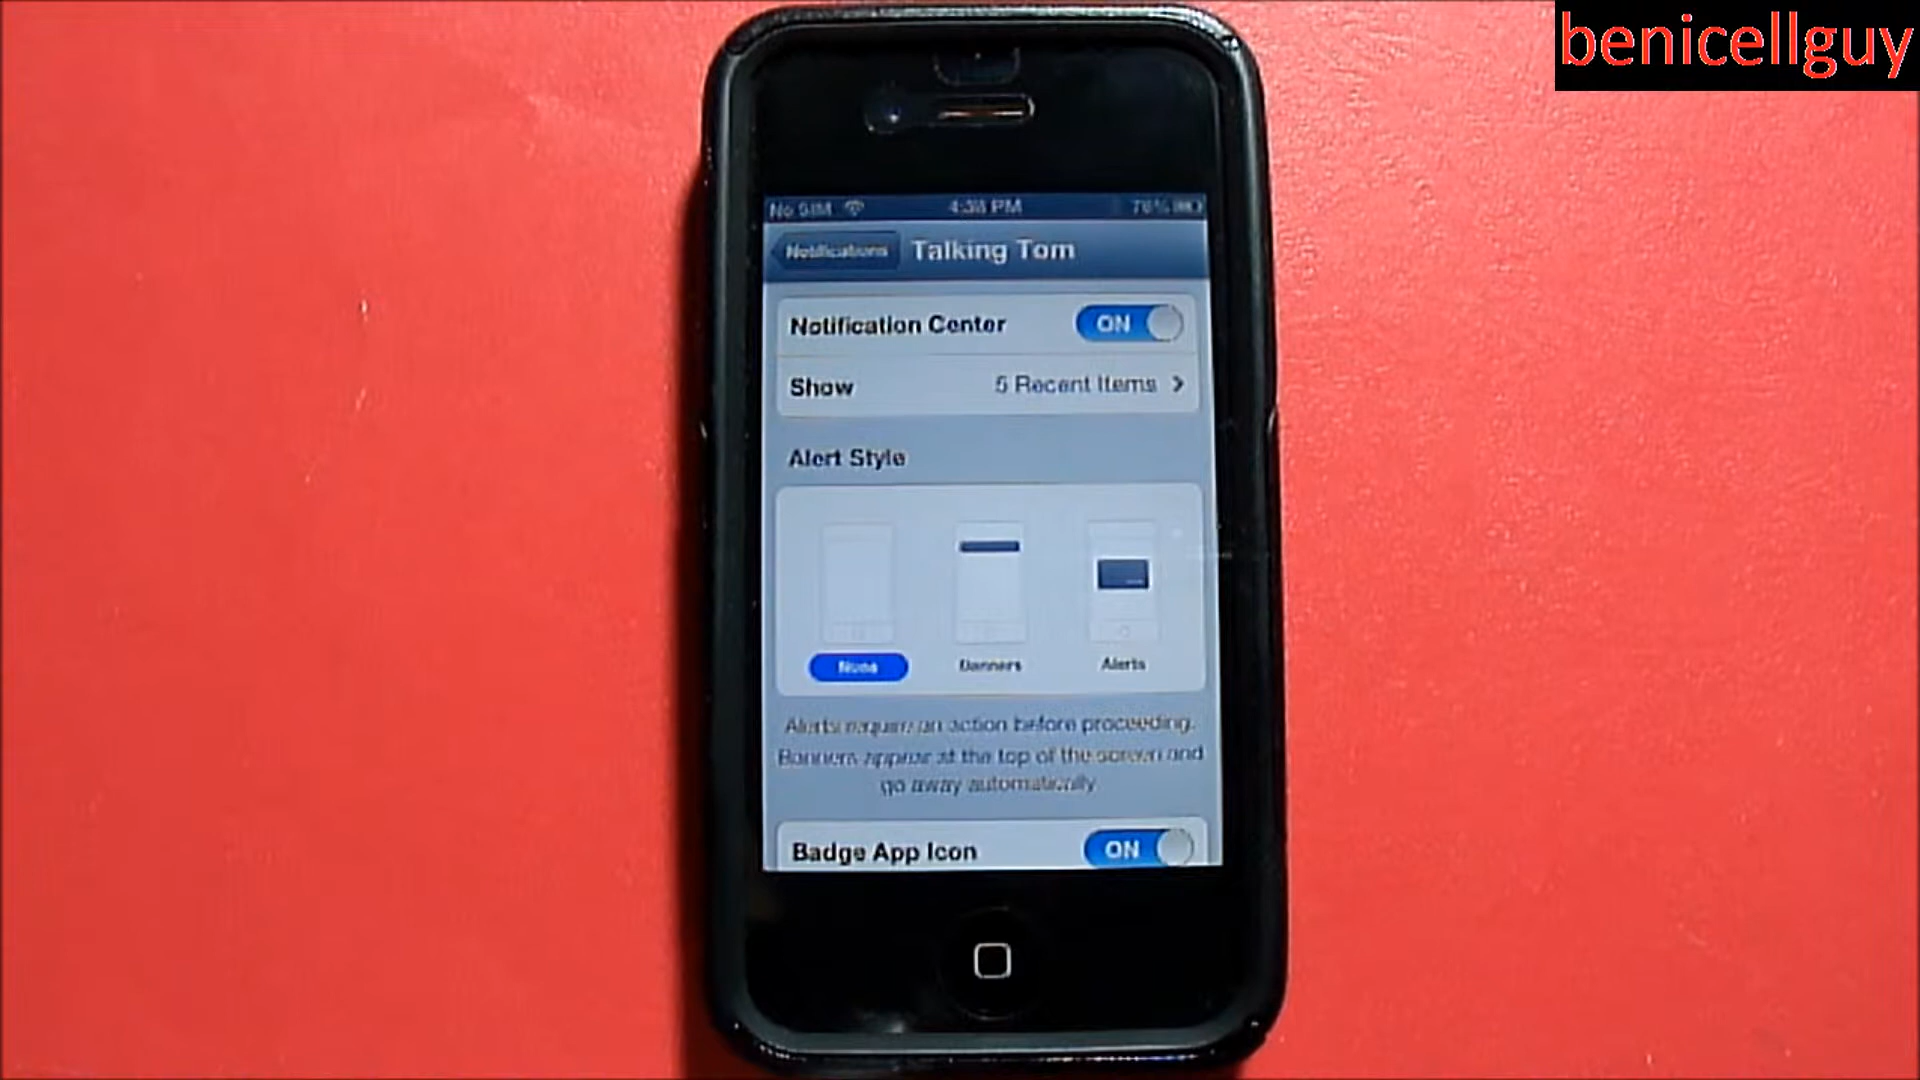 benicellguy
No SIM 4:38 PM 76%
Notifications Talking Tom
Notification Center ON
Show 5 Recent Items
Alert Style
None Banners Alerts
Alerts require an action before proceeding.
Banners appear at the top of the screen and
go away automatically
Badge App Icon ON